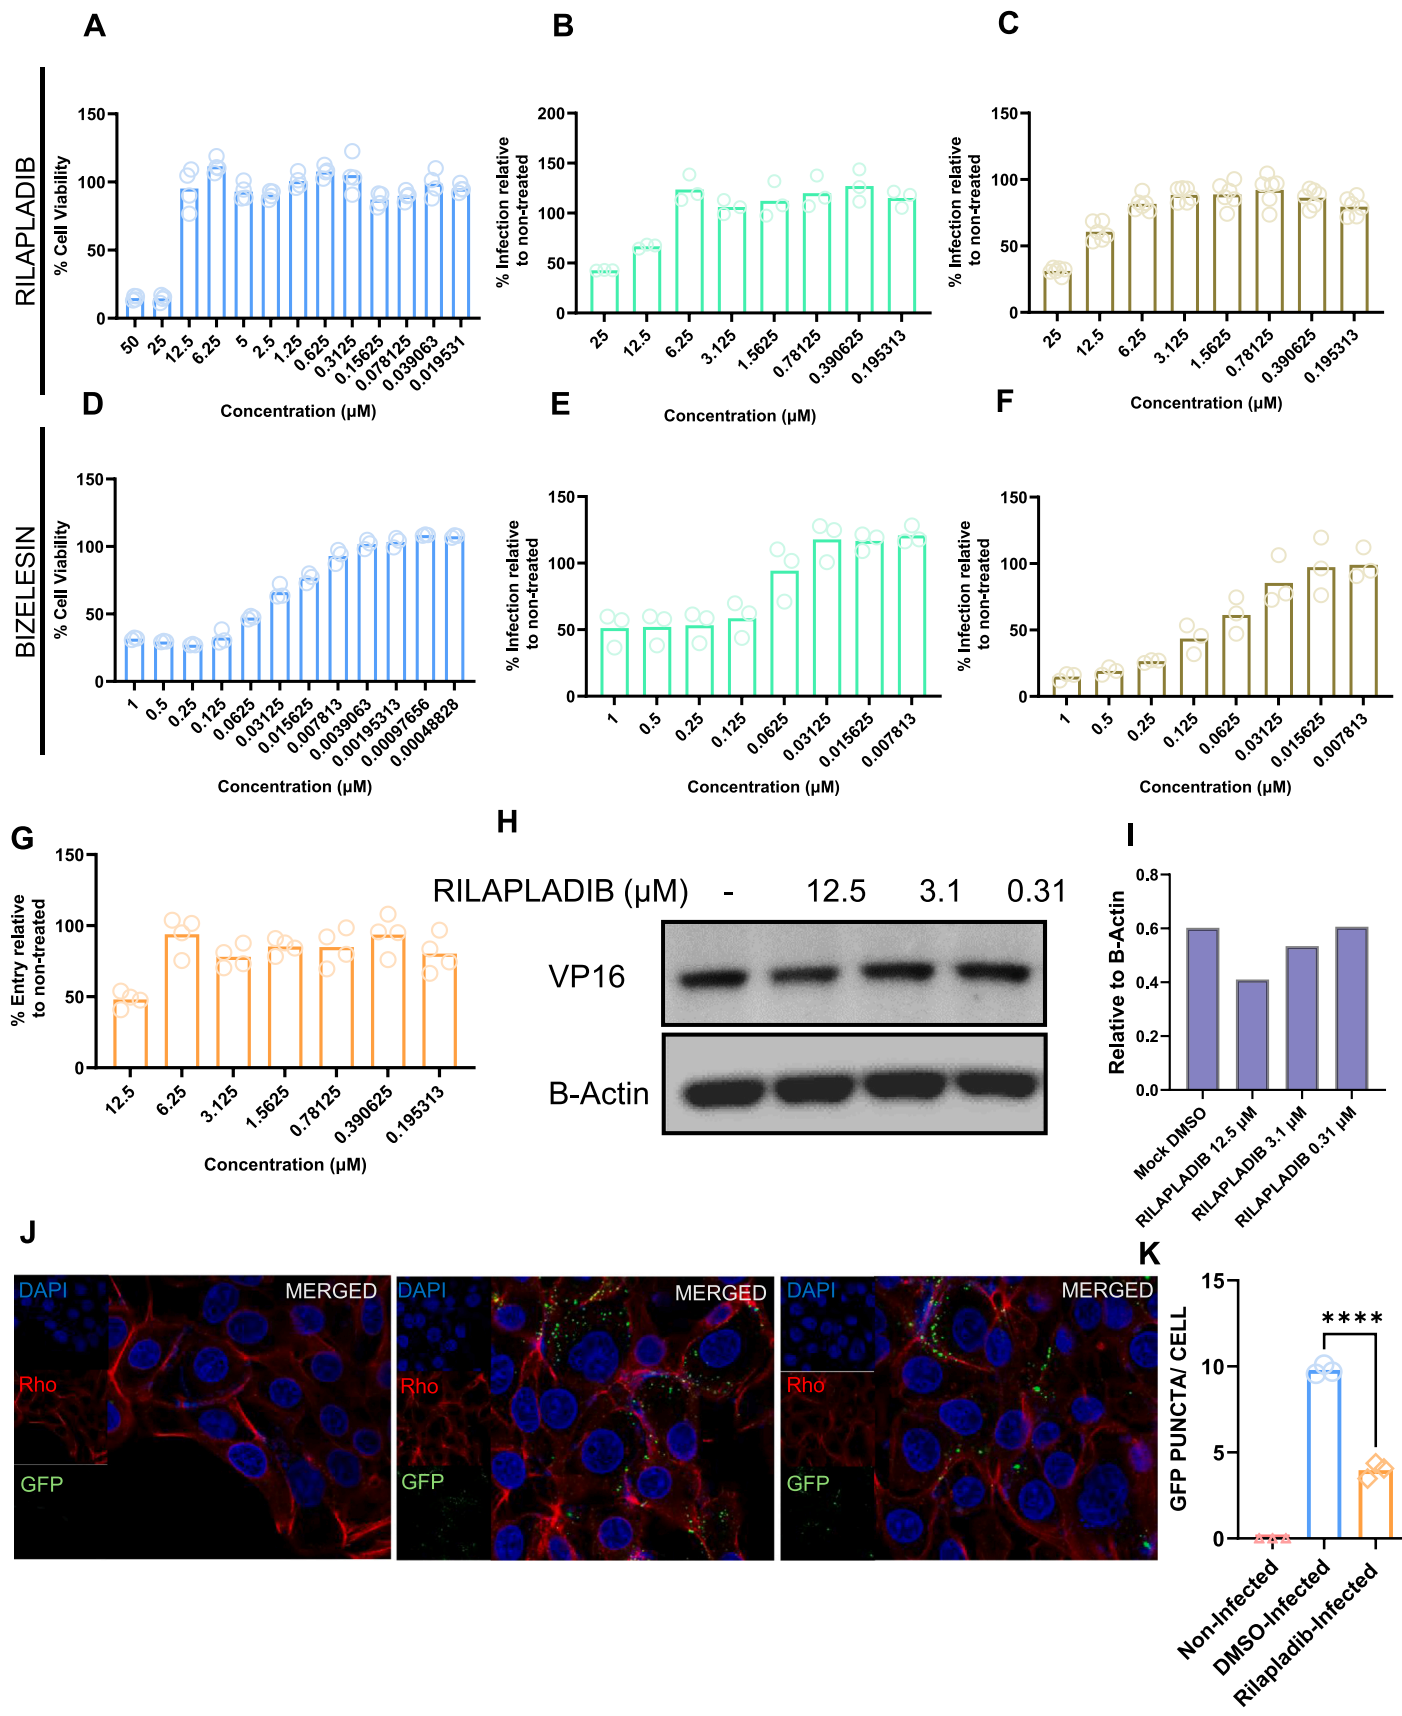 A
B
C
RILAPLADIB
% Cell Viability
150
100
50
0
50
25
12.5
6.25
5
2.5
1.25
0.625
0.3125
0.15625
0.078125
0.039063
0.019531
Concentration (µM)
% Infection relative
to non-treated
200
150
100
50
0
25
12.5
6.25
3.125
1.5625
0.78125
0.390625
0.195313
Concentration (µM)
% Infection relative
to non-treated
150
100
50
0
25
12.5
6.25
3.125
1.5625
0.78125
0.390625
0.195313
Concentration (µM)
D
E
F
BIZELESIN
% Cell Viability
150
100
50
0
1
0.5
0.25
0.125
0.0625
0.03125
0.015625
0.007813
0.0039063
0.00195313
0.00097656
0.00048828
Concentration (µM)
% Infection relative
to non-treated
150
100
50
0
1
0.5
0.25
0.125
0.0625
0.03125
0.015625
0.007813
Concentration (µM)
% Infection relative
to non-treated
150
100
50
0
1
0.5
0.25
0.125
0.0625
0.03125
0.015625
0.007813
Concentration (µM)
G
% Entry relative
to non-treated
150
100
50
0
12.5
6.25
3.125
1.5625
0.78125
0.390625
0.195313
Concentration (µM)
H
RILAPLADIB (µM) - 12.5 3.1 0.31
VP16
B-Actin
I
Relative to B-Actin
0.8
0.6
0.4
0.2
0.0
Mock DMSO
RILAPLADIB 12.5 µM
RILAPLADIB 3.1 µM
RILAPLADIB 0.31 µM
J
DAPI
MERGED
Rho
GFP
DAPI
MERGED
Rho
GFP
DAPI
MERGED
Rho
GFP
K
GFP PUNCTA/ CELL
15
10
5
0
****
Non-Infected
DMSO-Infected
Rilapladib-Infected